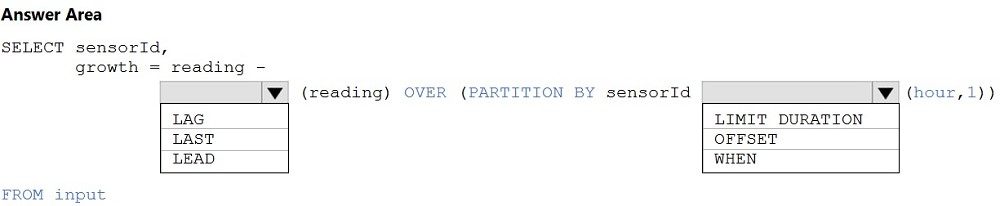 Answer Area
SELECT sensorId,
growth = reading -
(reading) OVER (PARTITION BY sensorId (hour,1))
LAG LIMIT DURATION
LAST OFFSET
LEAD WHEN
FROM input